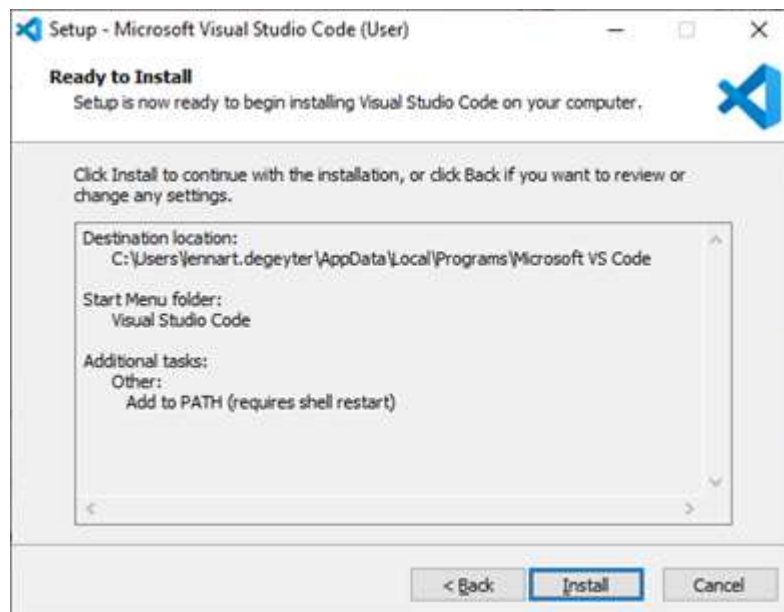 Setup - Microsoft Visual Studio Code (User)
Ready to Install
Setup is now ready to begin installing Visual Studio Code on your computer.
Click Install to continue with the installation, or click Back if you want to review or
change any settings.
Destination location:
C:\Users\lennart.degeyter\AppData\Local\Programs\Microsoft VS Code
Start Menu folder:
Visual Studio Code
Additional tasks:
Other:
Add to PATH (requires shell restart)
< Back Install Cancel